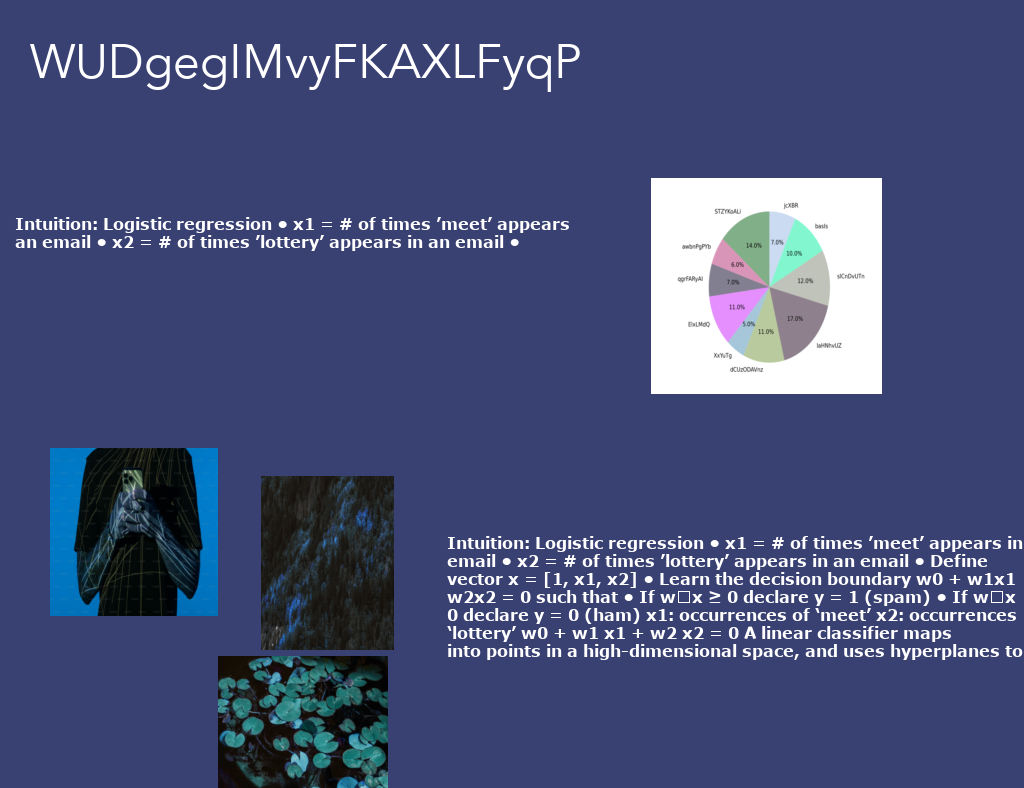 WUDgegIMvyFKAXLFyqP
Intuition: Logistic regression • x1 = # of times ’meet’ appears
an email • x2 = # of times ’lottery’ appears in an email •
jcXBR
basIs
sICnDvUTn
IaHNhvUZ
dCUzODAVnz
XxYuTg
ElxLMdQ
qgrFARyAl
awbnPgPYb
STZYKoALi
7.0%
10.0%
12.0%
17.0%
11.0%
5.0%
11.0%
7.0%
6.0%
14.0%
Intuition: Logistic regression • x1 = # of times ’meet’ appears in
email • x2 = # of times ’lottery’ appears in an email • Define
vector x = [1, x1, x2] • Learn the decision boundary w0 + w1x1
w2x2 = 0 such that • If w□x ≥ 0 declare y = 1 (spam) • If w□x
0 declare y = 0 (ham) x1: occurrences of ‘meet’ x2: occurrences
‘lottery’ w0 + w1 x1 + w2 x2 = 0 A linear classifier maps
into points in a high-dimensional space, and uses hyperplanes to